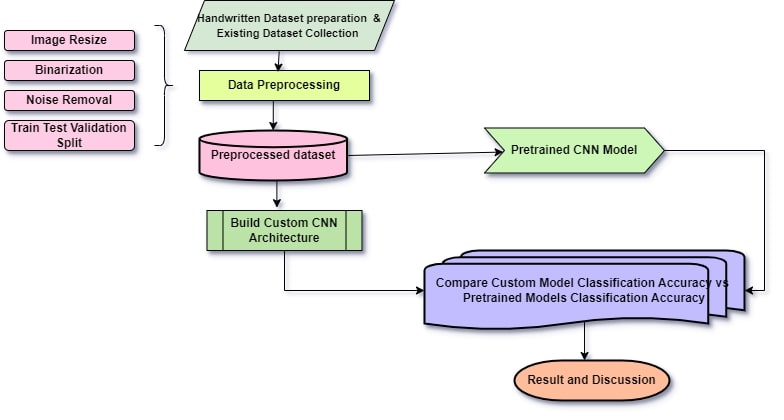 Handwritten Dataset preparation &
Existing Dataset Collection
Image Resize
Binarization
Noise Removal
Train Test Validation
Split
Data Preprocessing
Preprocessed dataset
Pretrained CNN Model
Build Custom CNN
Architecture
Compare Custom Model Classification Accuracy vs
Pretrained Models Classification Accuracy
Result and Discussion